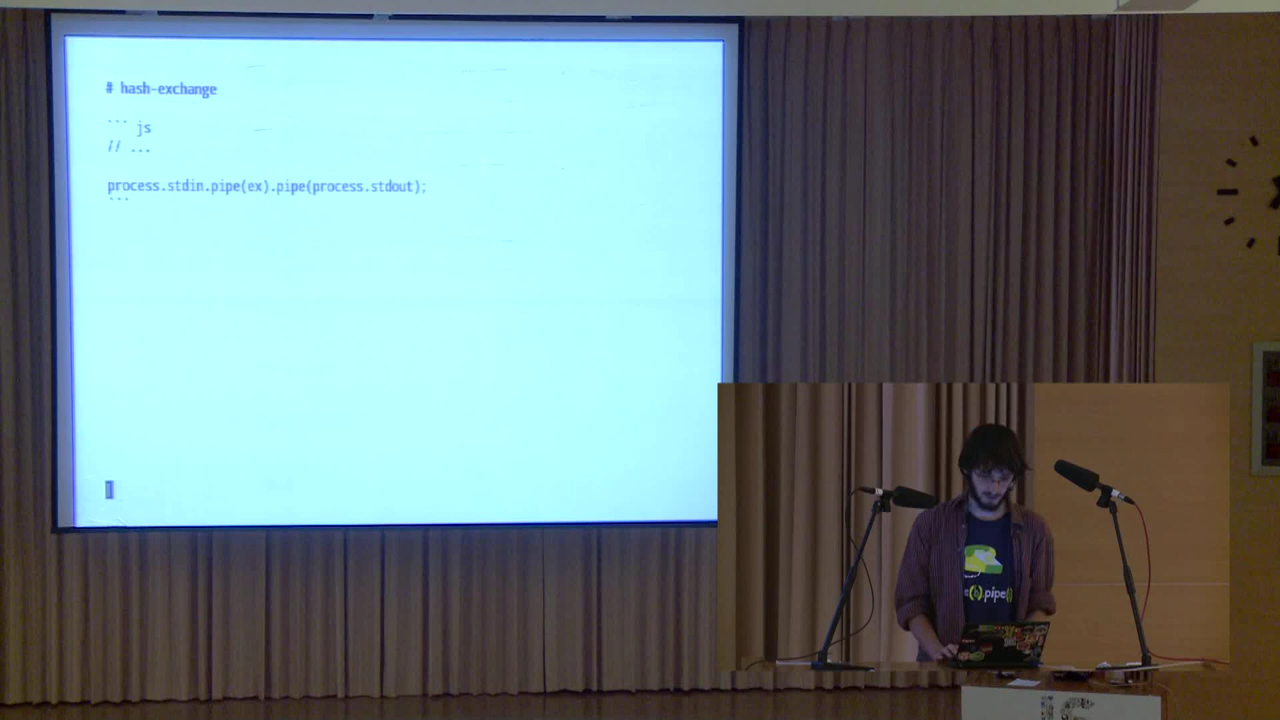 # hash-exchange
``` js
// ...
process.stdin.pipe(ex).pipe(process.stdout);
```
.pipe(